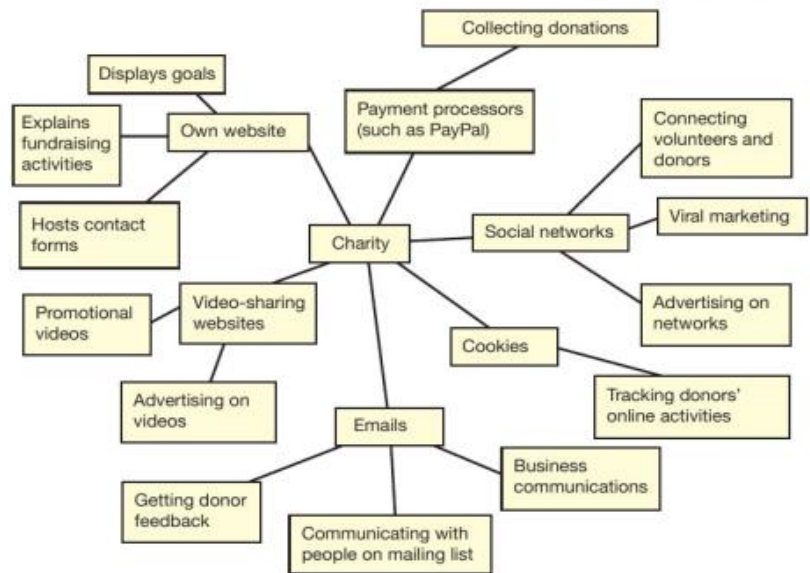 Collecting donations
Displays goals
Payment processors
(such as PayPal)
Connecting
volunteers and
donors
Explains
fundraising
activities
Own website
Viral marketing
Hosts contact
forms
Charity
Social networks
Promotional
videos
Video-sharing
websites
Advertising on
networks
Cookies
Advertising on
videos
Tracking donors'
online activities
Emails
Getting donor
feedback
Business
communications
Communicating with
people on mailing list